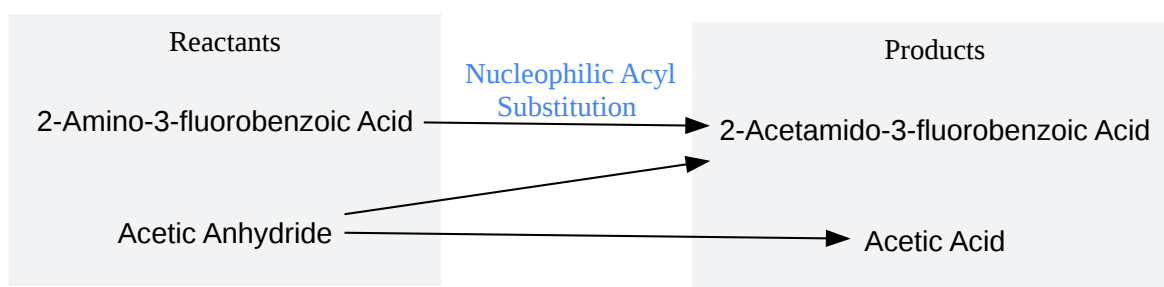 Reactants
Products
Nucleophilic Acyl
Substitution
2-Amino-3-fluorobenzoic Acid
2-Acetamido-3-fluorobenzoic Acid
Acetic Anhydride
Acetic Acid